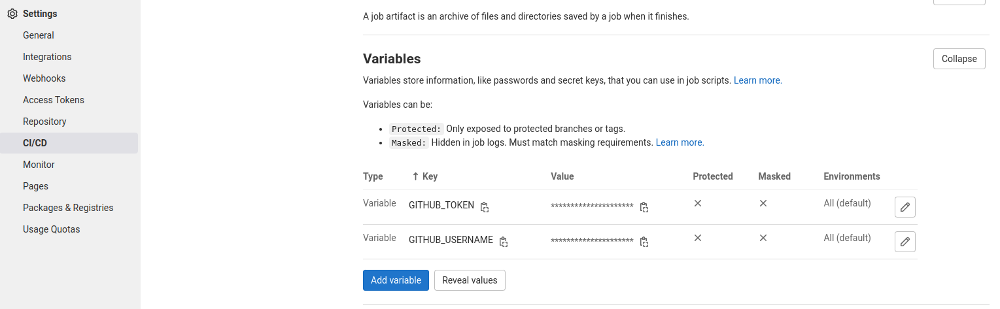 Settings
General
Integrations
Webhooks
Access Tokens
Repository
CI/CD
Monitor
Pages
Packages & Registries
Usage Quotas
A job artifact is an archive of files and directories saved by a job when it finishes.
Variables
Collapse
Variables store information, like passwords and secret keys, that you can use in job scripts. Learn more.
Variables can be:
• Protected: Only exposed to protected branches or tags.
• Masked: Hidden in job logs. Must match masking requirements. Learn more.
Type ↑ Key Value Protected Masked Environments
Variable GITHUB_TOKEN ********************* × × All (default)
Variable GITHUB_USERNAME ********************* × × All (default)
Add variable Reveal values